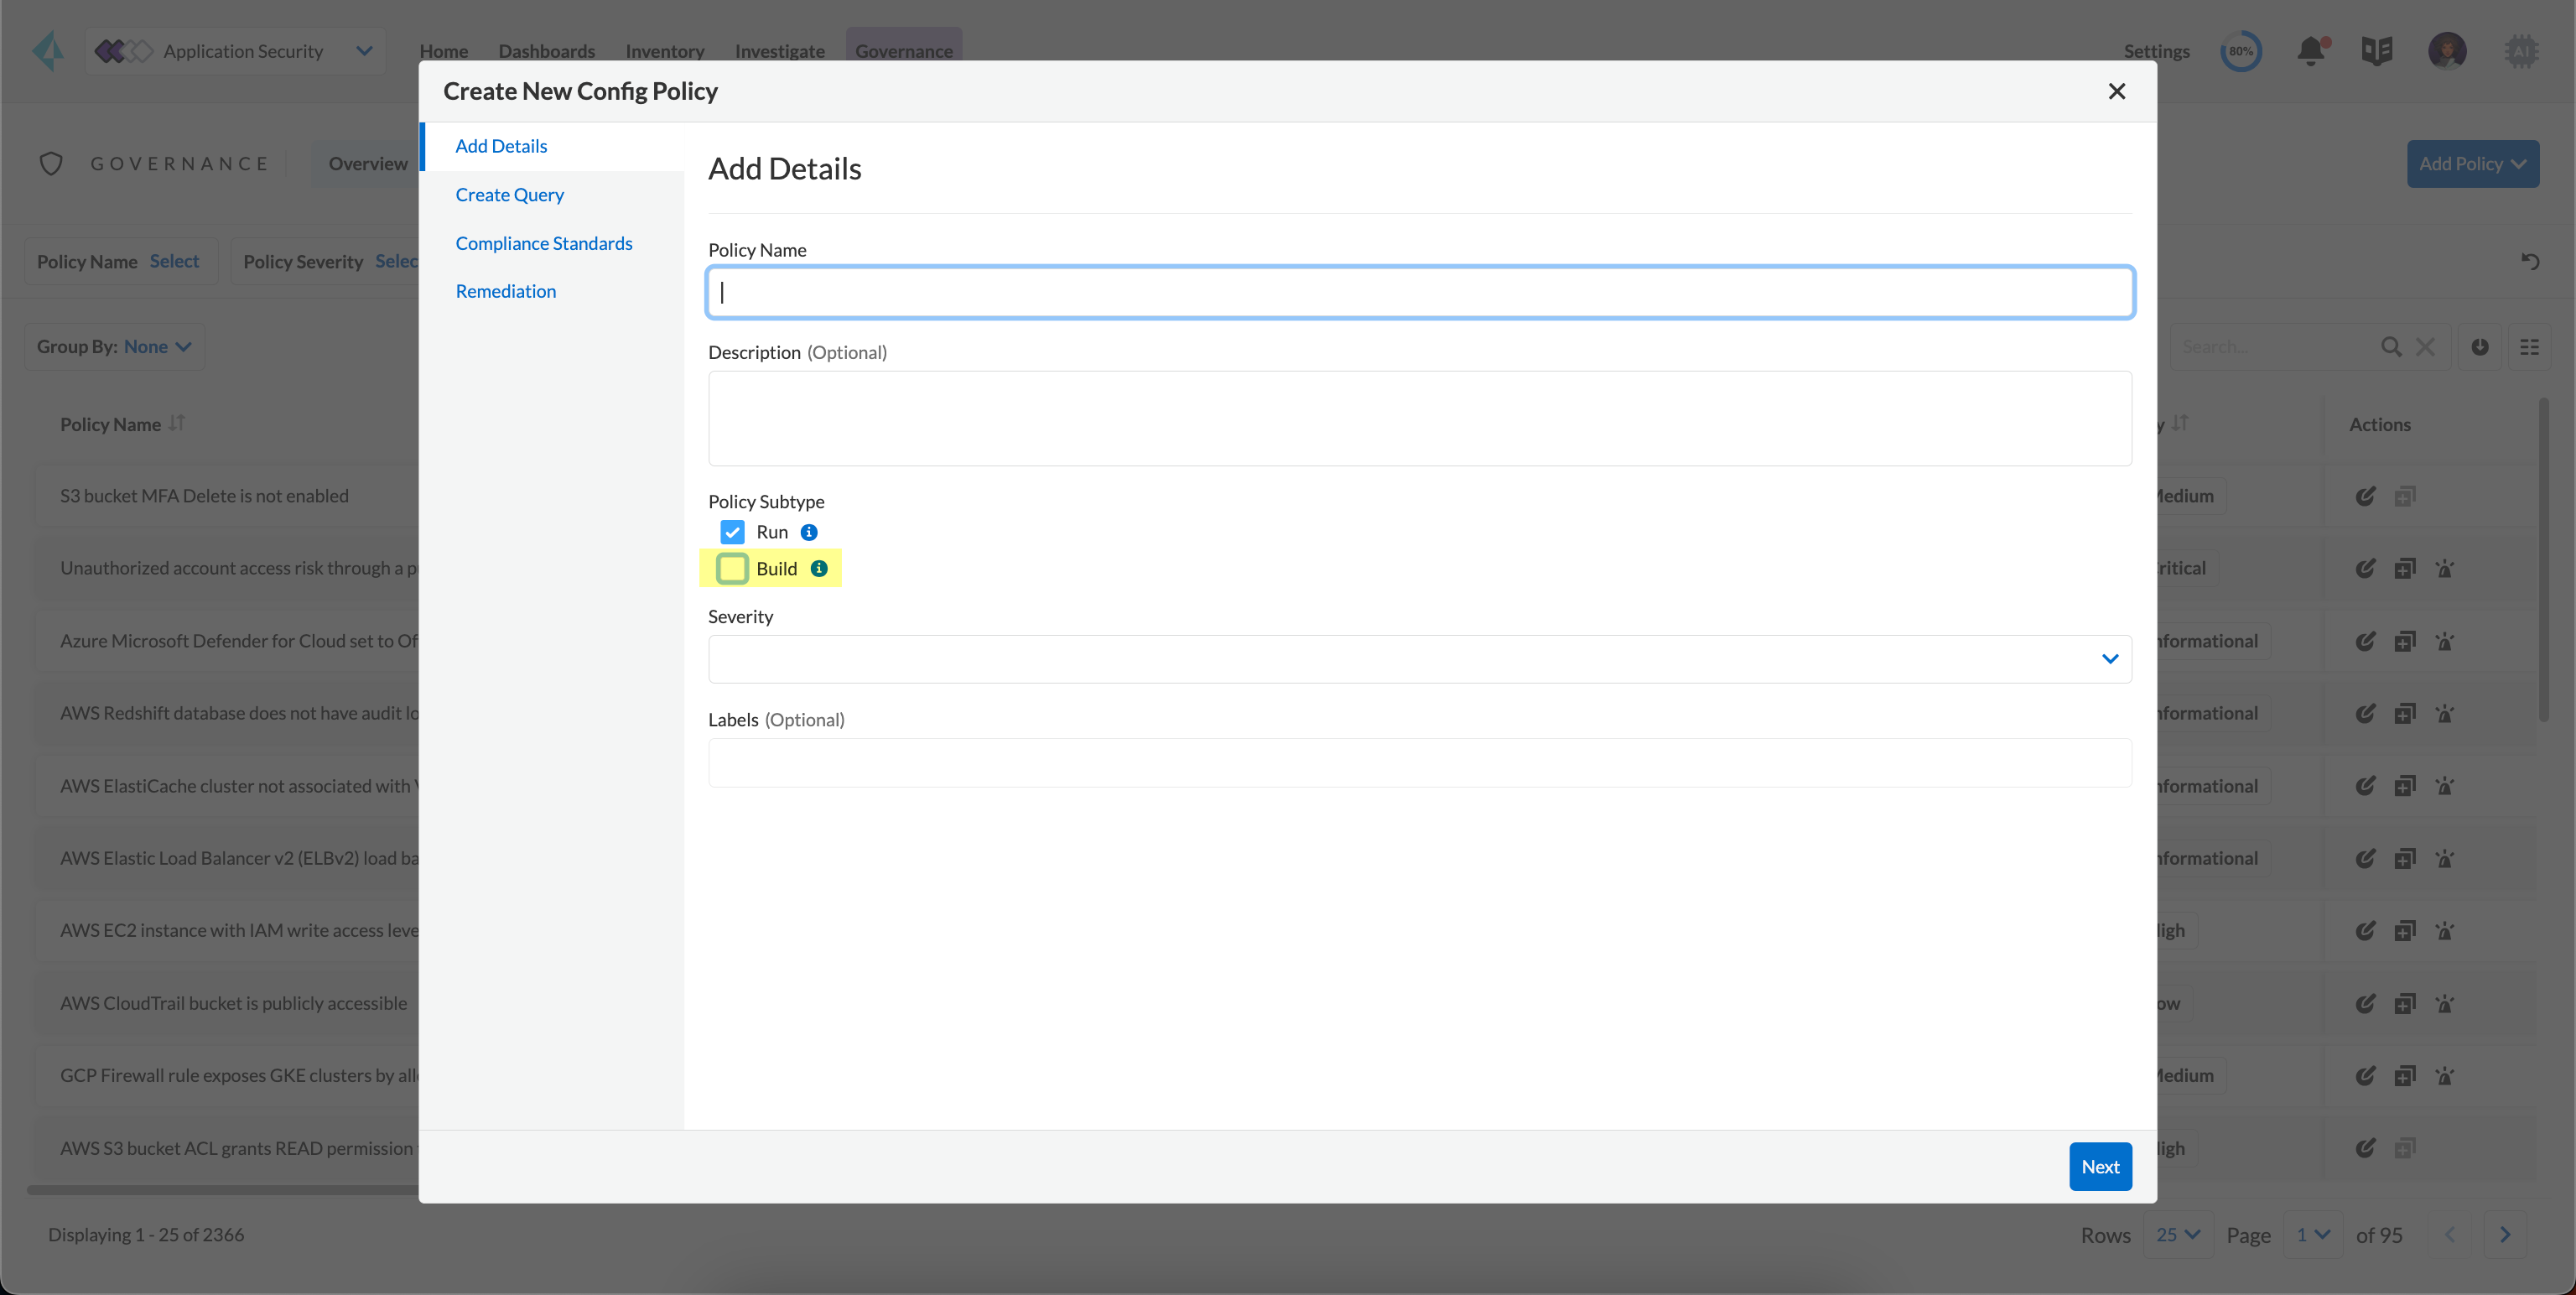 Application Security Home Dashboards Inventory Investigate Governance Settings 80% AI
Create New Config Policy
GOVERNANCE Overview Add Policy
Add Details
Create Query
Compliance Standards
Remediation
Add Details
Policy Name
Description (Optional)
Policy Subtype
Run
Build
Severity
Labels (Optional)
Next
Policy Name Select Policy Severity Selec
Group By: None Search...
Policy Name y Actions
S3 bucket MFA Delete is not enabled Medium
Unauthorized account access risk through a p ritical
Azure Microsoft Defender for Cloud set to Of nformational
AWS Redshift database does not have audit lo nformational
AWS ElastiCache cluster not associated with V nformational
AWS Elastic Load Balancer v2 (ELBv2) load ba nformational
AWS EC2 instance with IAM write access leve High
AWS CloudTrail bucket is publicly accessible ow
GCP Firewall rule exposes GKE clusters by all Medium
AWS S3 bucket ACL grants READ permission High
Displaying 1 - 25 of 2366 Rows 25 Page 1 of 95